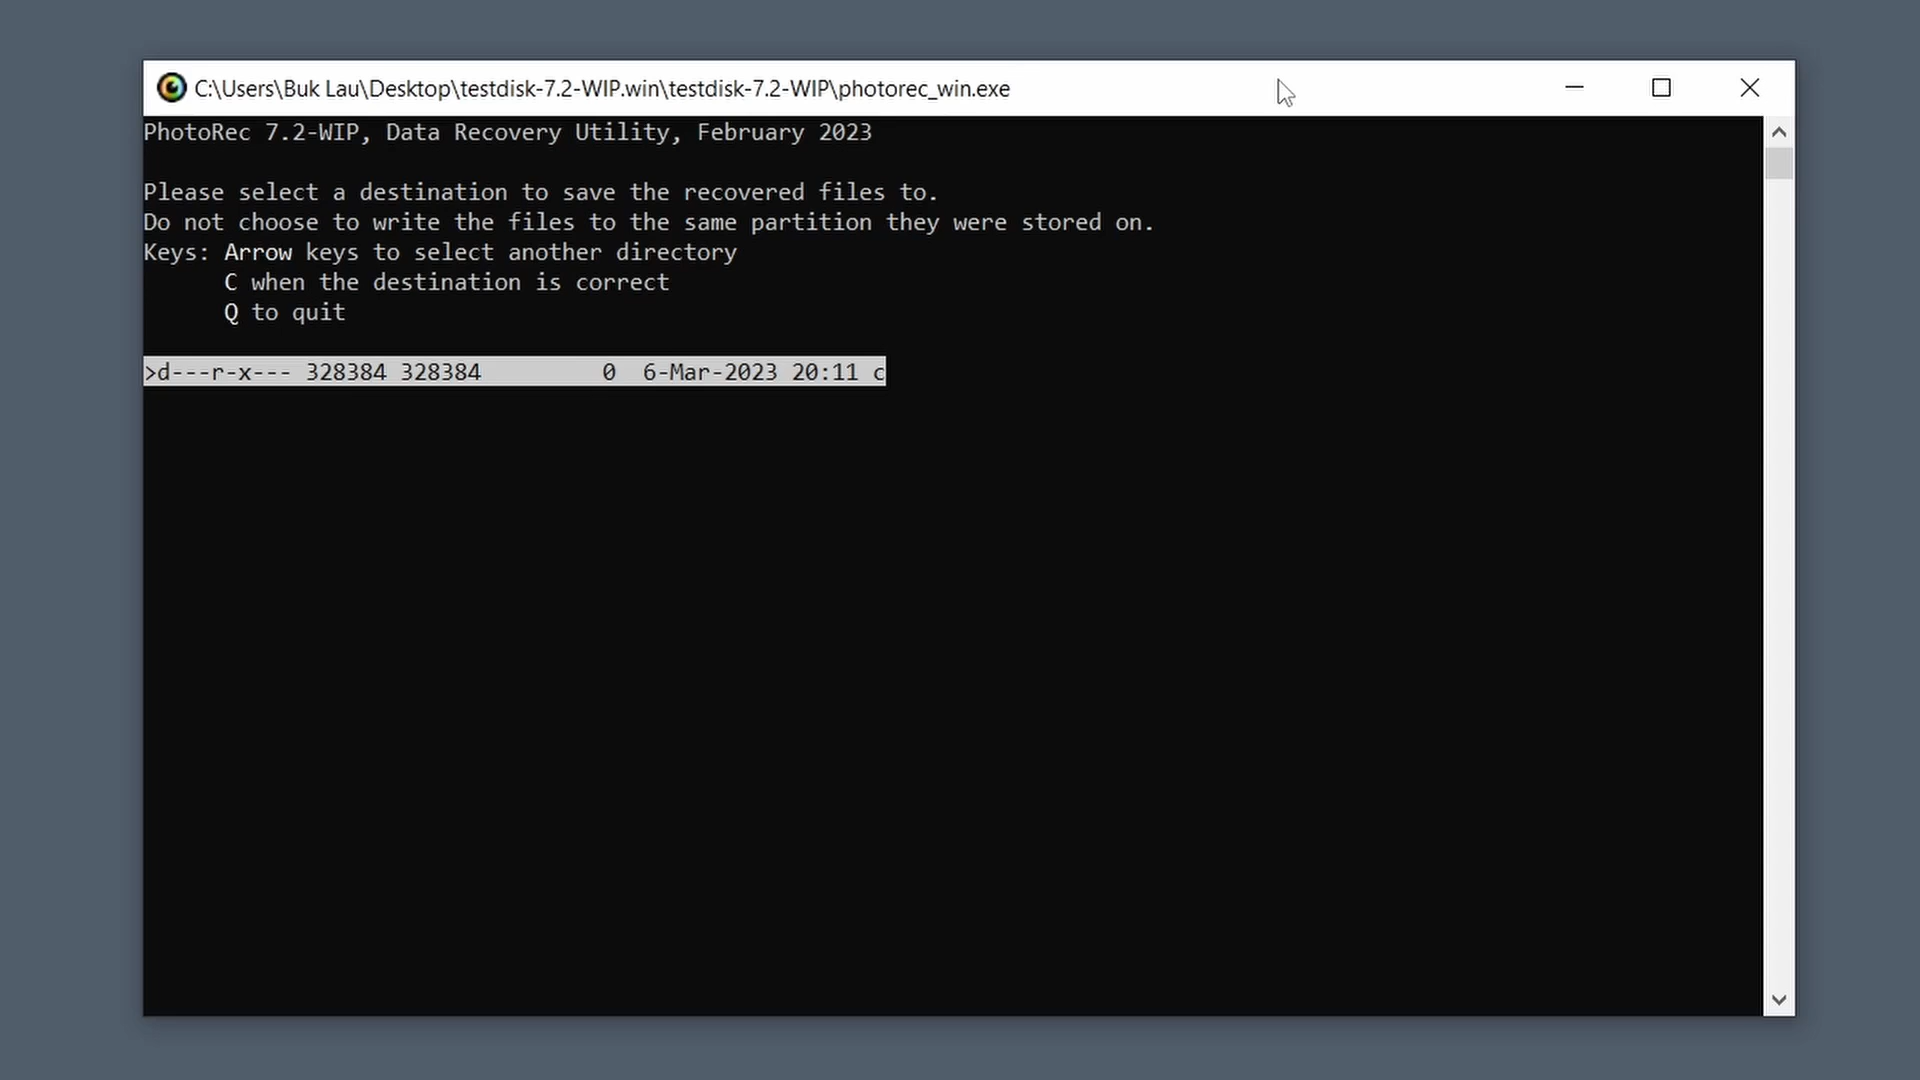 C:\Users\Buk Lau\Desktop\testdisk-7.2-WIP.win\testdisk-7.2-WIP\photorec_win.exe
PhotoRec 7.2-WIP, Data Recovery Utility, February 2023
Please select a destination to save the recovered files to.
Do not choose to write the files to the same partition they were stored on.
Keys: Arrow keys to select another directory
C when the destination is correct
Q to quit
>d---r-x--- 328384 328384         0  6-Mar-2023 20:11 c